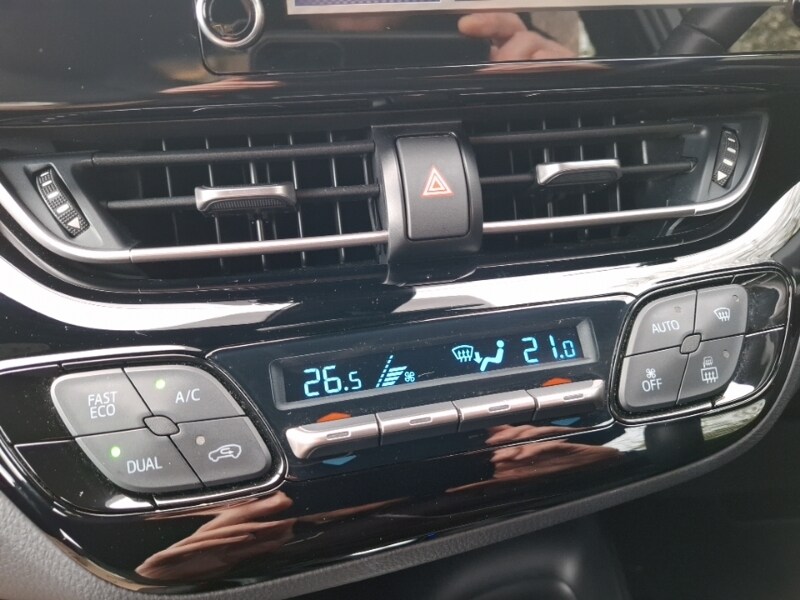 26.5 21.0
FAST
ECO
A/C
DUAL
AUTO
OFF